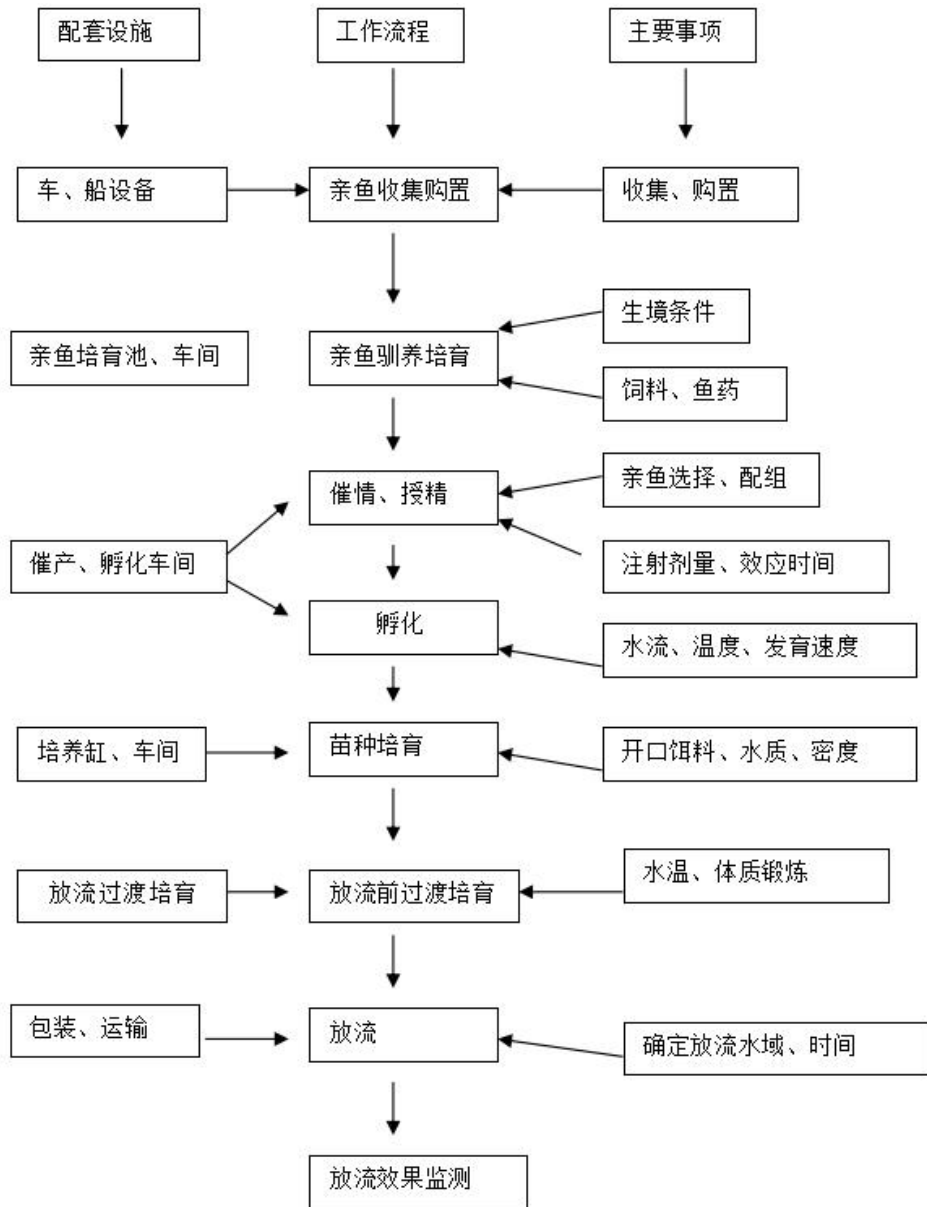 配套设施
工作流程
主要事项
车、船设备
亲鱼收集购置
收集、购置
生境条件
亲鱼培育池、车间
亲鱼驯养培育
饲料、鱼药
催情、授精
亲鱼选择、配组
催产、孵化车间
注射剂量、效应时间
孵化
水流、温度、发育速度
培养缸、车间
苗种培育
开口饵料、水质、密度
放流过渡培育
放流前过渡培育
水温、体质锻炼
包装、运输
放流
确定放流水域、时间
放流效果监测